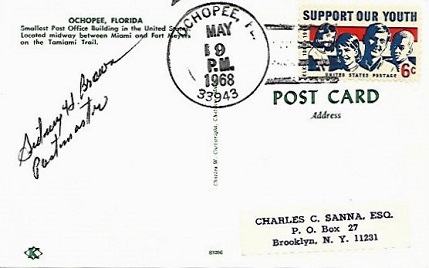 OCHOPEE, FLORIDA
Smallest Post Office Building in the United States.
Located midway between Miami and Fort Myers
on the Tamiami Trail.
Sidney H. Brown
Postmaster
OCHOPEE, FL.
MAY
9
P.M.
1968
33943
SUPPORT OUR YOUTH
UNITED STATES POSTAGE 6c
POST CARD
Address
CHARLES C. SANNA, ESQ.
P. O. Box 27
Brooklyn, N. Y. 11231
K